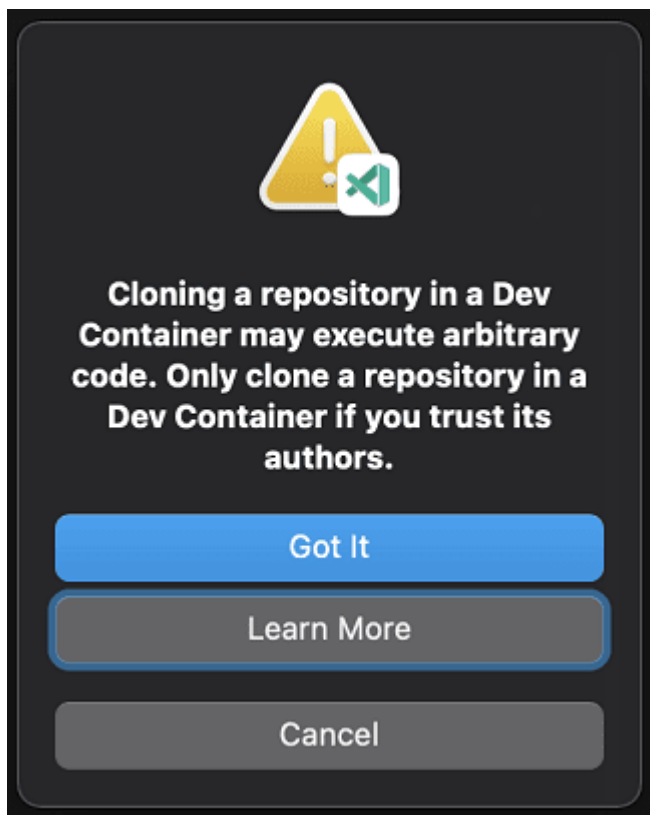 Cloning a repository in a Dev
Container may execute arbitrary
code. Only clone a repository in a
Dev Container if you trust its
authors.
Got It
Learn More
Cancel